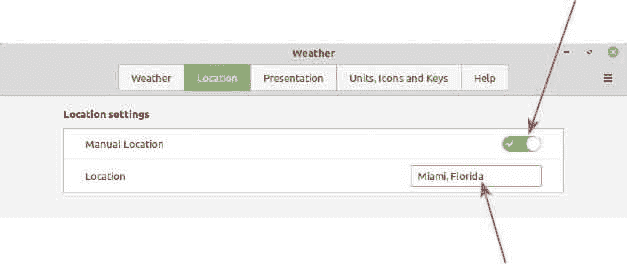 Weather
Weather Location Presentation Units, Icons and Keys Help
Location settings
Manual Location
Location Miami, Florida